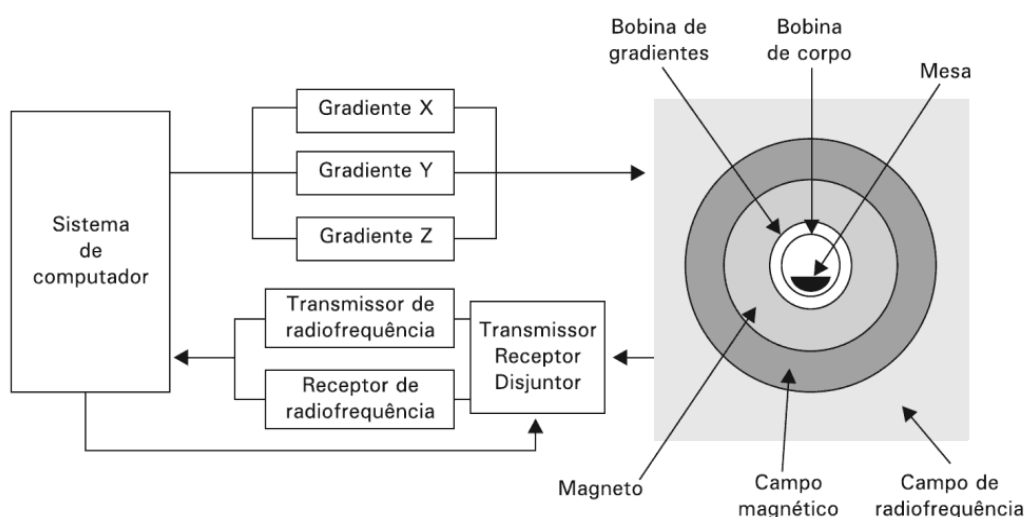 Bobina de
gradientes
Bobina
de corpo
Mesa
Gradiente X
Gradiente Y
Gradiente Z
Sistema
de
computador
Transmissor de
radiofrequência
Receptor de
radiofrequência
Transmissor
Receptor
Disjuntor
Magneto
Campo
magnético
Campo de
radiofrequência